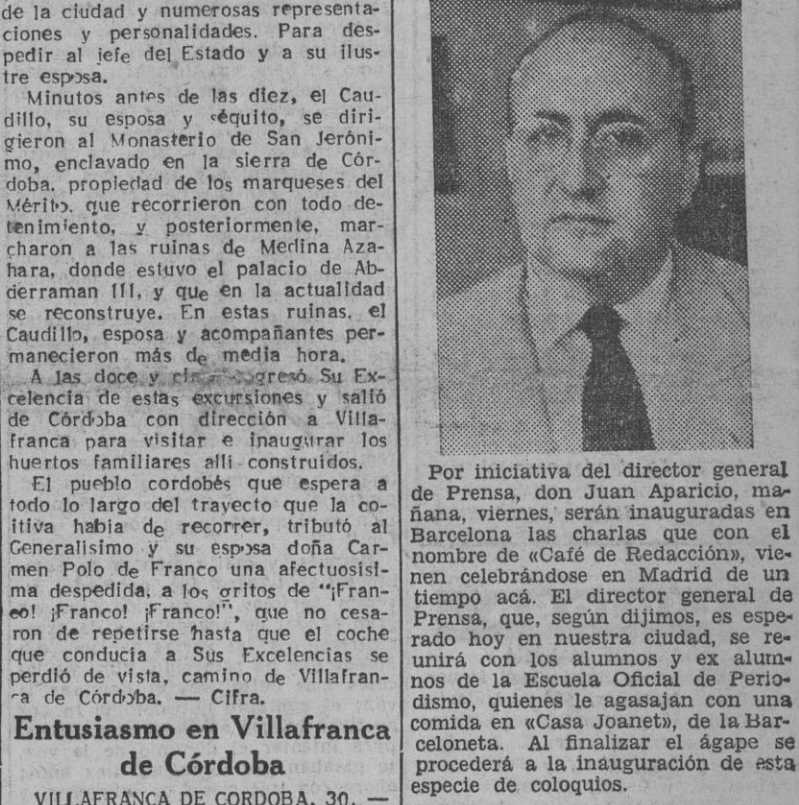 de la ciudad y numerosas representa-
ciones y personalidades. Para des-
pedir al jefe del Estado y a su ilus-
tre esposa.
Minutos antes de las diez, el Cau-
dillo, su esposa y séquito, se diri-
gieron al Monasterio de San Jeróni-
mo, enclavado en la sierra de Cór-
doba, propiedad de los marqueses del
Mérito, que recorrieron con todo de-
tenimiento, y posteriormente, mar-
charon a las ruinas de Medina Aza-
hara, donde estuvo el palacio de Ab-
derraman III, y que en la actualidad
se reconstruye. En estas ruinas, el
Caudillo, esposa y acompañantes per-
manecieron más de media hora.
A las doce y Su Ex-
celencia de estas excursiones y salió
de Córdoba con dirección a Villa-
franca para visitar e inaugurar los
huertos familiares alli construidos.
El pueblo cordobés que espera a
todo lo largo del trayecto que la co-
itiva habia de recorrer, tributó al
Generalisimo y su esposa doña Car-
men Polo de Franco una afectuosisi-
ma despedida, a los gritos de "¡Fran-
co! ¡Franco! ¡Franco!", que no cesa-
ron de repetirse hasta que el coche
que conducia a Sus Excelencias se
perdió de vista, camino de Villafran-
ca de Córdoba. — Cifra.
Entusiasmo en Villafranca
de Córdoba
VILLAFRANCA DE CORDOBA, 30. —
Por iniciativa del director general
de Prensa, don Juan Aparicio, ma-
ñana, viernes, serán inauguradas en
Barcelona las charlas que con el
nombre de «Café de Redacción», vie-
nen celebrándose en Madrid de un
tiempo acá. El director general de
Prensa, que, según dijimos, es espe-
rado hoy en nuestra ciudad, se re-
unirá con los alumnos y ex alum-
nos de la Escuela Oficial de Perio-
dismo, quienes le agasajan con una
comida en «Casa Joanet», de la Bar-
celoneta. Al finalizar el ágape se
procederá a la inauguración de esta
especie de coloquios.